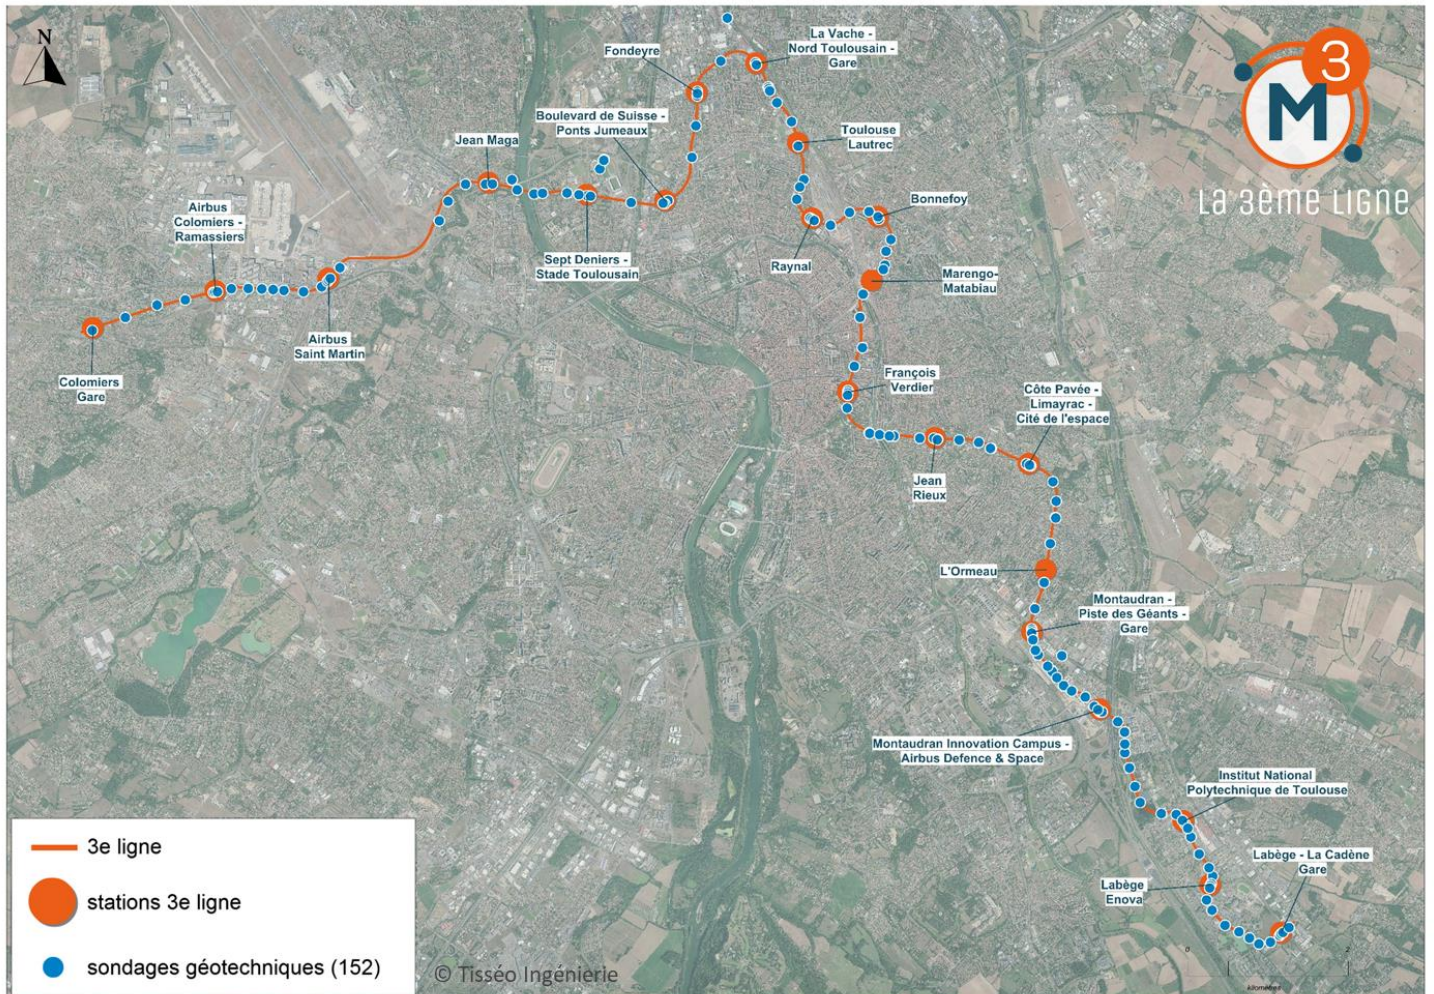 N
La Vache -
Nord Toulousain -
Gare
Fondeyre
3
M
La 3ème Ligne
Boulevard de Suisse -
Ponts Jumeaux
Toulouse
Lautrec
Jean Maga
Airbus
Colomiers -
Ramassiers
Bonnefoy
Sept Deniers -
Stade Toulousain
Raynal
Marengo-
Matabiau
Airbus
Saint Martin
Colomiers
Gare
François
Verdier
Côte Pavée -
Limayrac -
Cité de l'espace
Jean
Rieux
L'Ormeau
Montaudran -
Piste des Géants -
Gare
Montaudran Innovation Campus -
Airbus Defence & Space
Institut National
Polytechnique de Toulouse
Labège - La Cadène
Gare
Labège
Enova
3e ligne
stations 3e ligne
sondages géotechniques (152)
© Tisséo Ingénierie
0 2
kilomètres